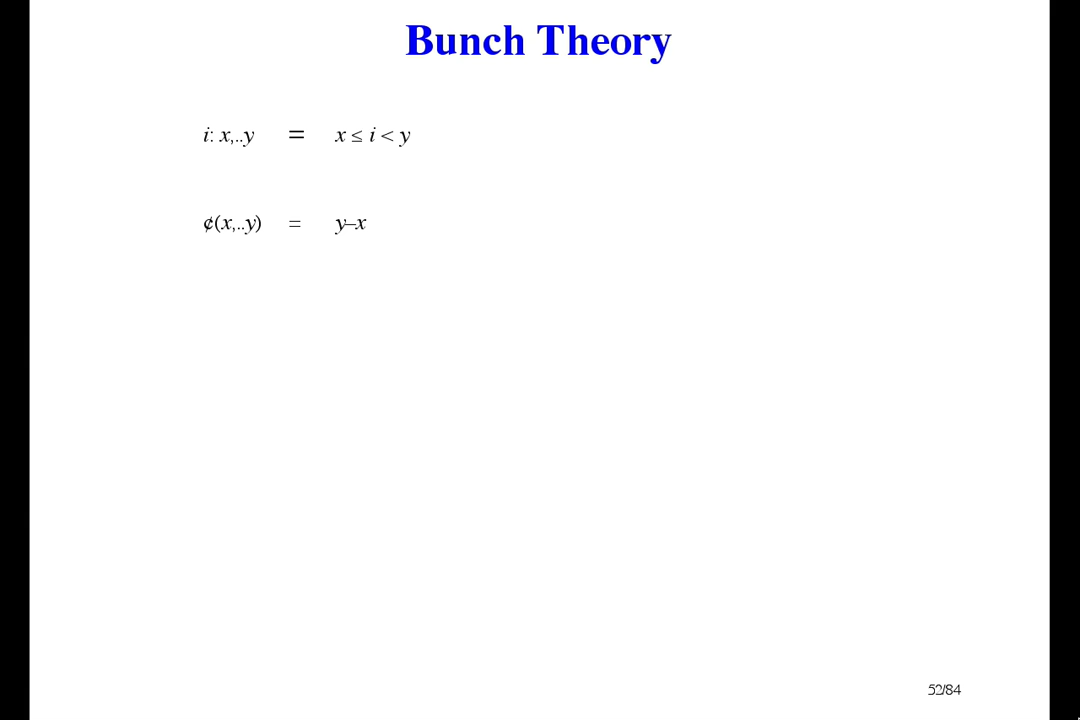 Bunch Theory
i: x,..y = x ≤ i < y
¢(x,..y) = y–x
52/84